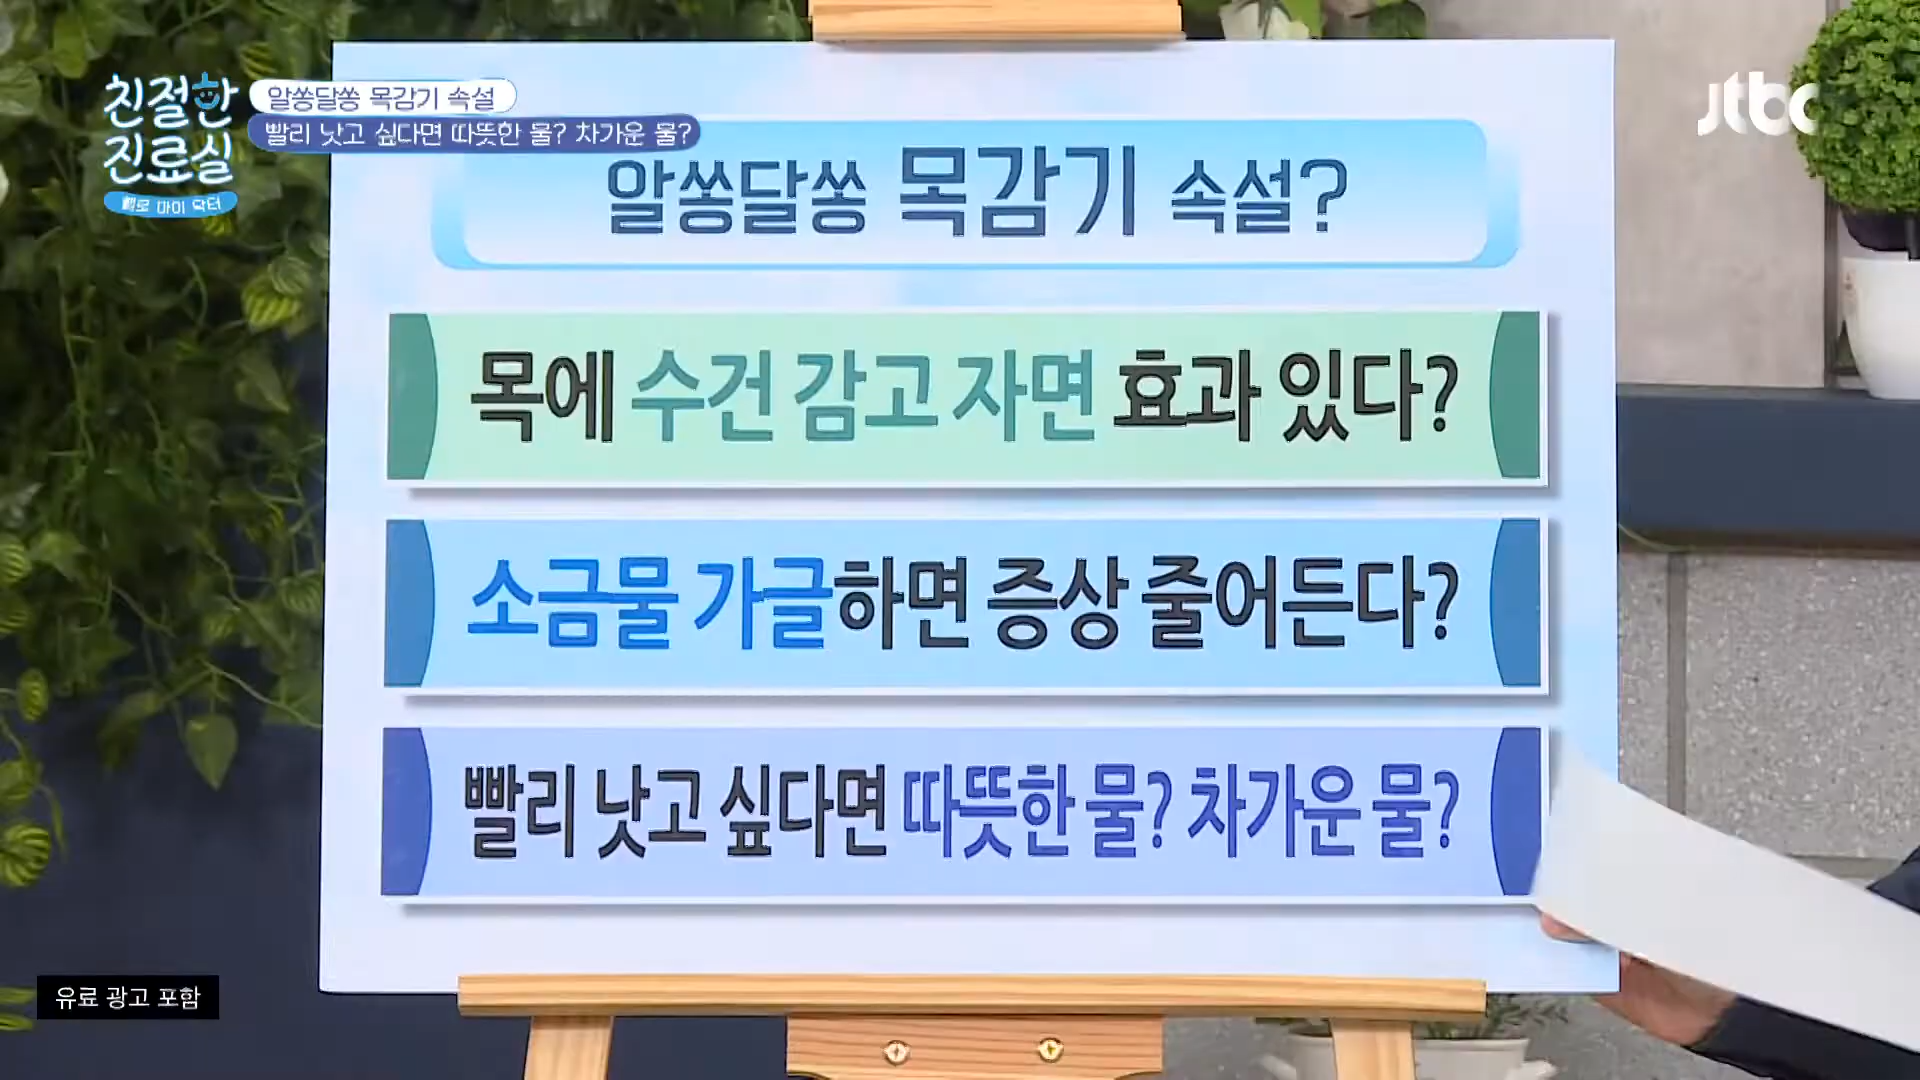 친절한
진료실
헬로 마이 닥터
알쏭달쏭 목감기 속설
빨리 낫고 싶다면 따뜻한 물? 차가운 물?
jtbc
알쏭달쏭 목감기 속설?
목에 수건 감고 자면 효과 있다?
소금물 가글하면 증상 줄어든다?
빨리 낫고 싶다면 따뜻한 물? 차가운 물?
유료 광고 포함